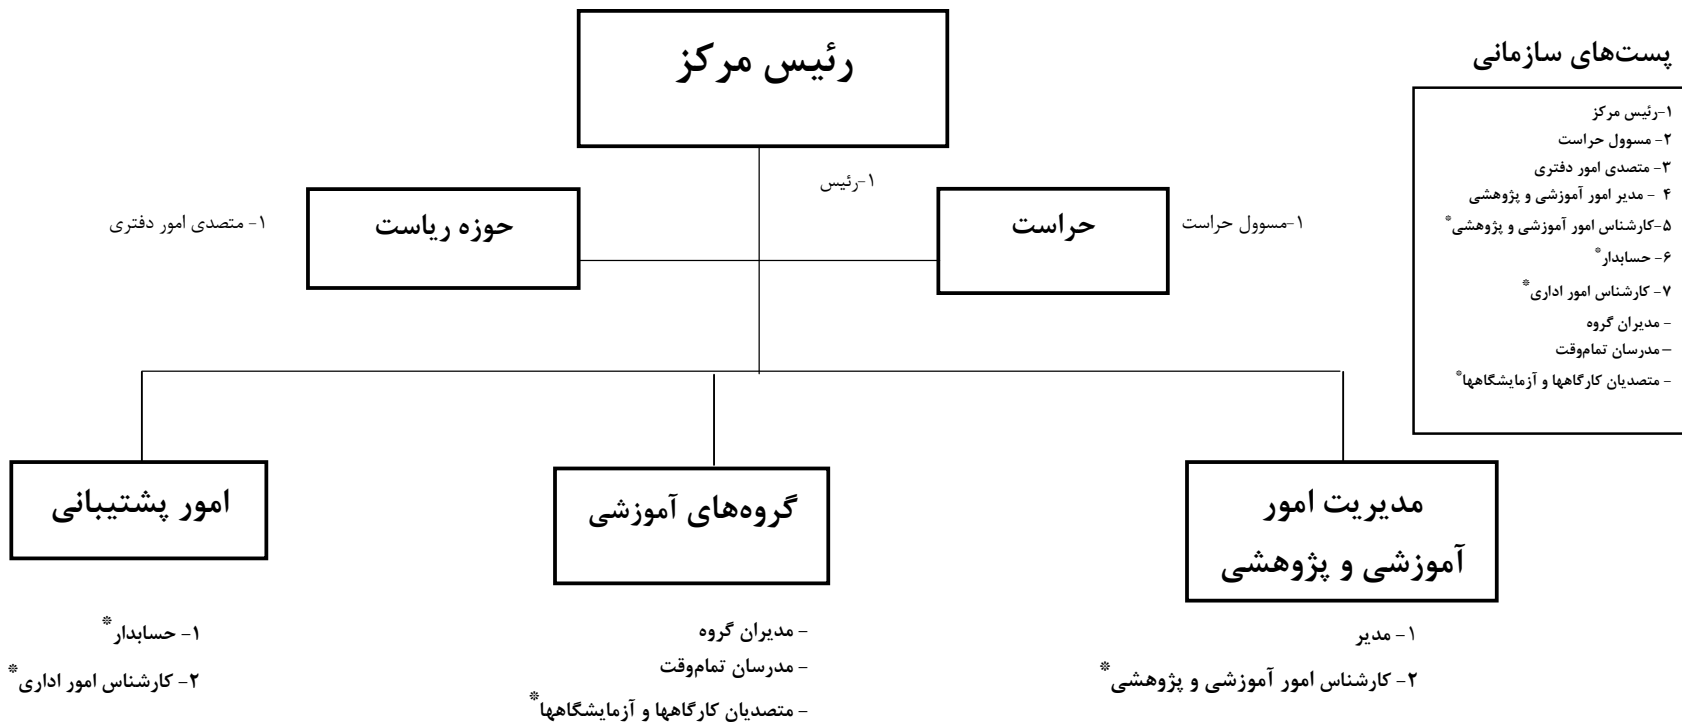 رئیس مرکز
پست‌های سازمانی
۱-رئیس مرکز
۲- مسوول حراست
۳- متصدی امور دفتری
۴ - مدیر امور آموزشی و پژوهشی
۵-کارشناس امور آموزشی و پژوهشی*
۶- حسابدار*
۷- کارشناس امور اداری*
- مدیران گروه
–مدرسان تمام‌وقت
- متصدیان کارگاهها و آزمایشگاهها*
۱-رئیس
حراست
۱-مسوول حراست
حوزه ریاست
۱- متصدی امور دفتری
مدیریت امور
آموزشی و پژوهشی
۱- مدیر
۲- کارشناس امور آموزشی و پژوهشی*
گروه‌های آموزشی
- مدیران گروه
- مدرسان تمام‌وقت
- متصدیان کارگاهها و آزمایشگاهها*
امور پشتیبانی
۱- حسابدار*
۲- کارشناس امور اداری*